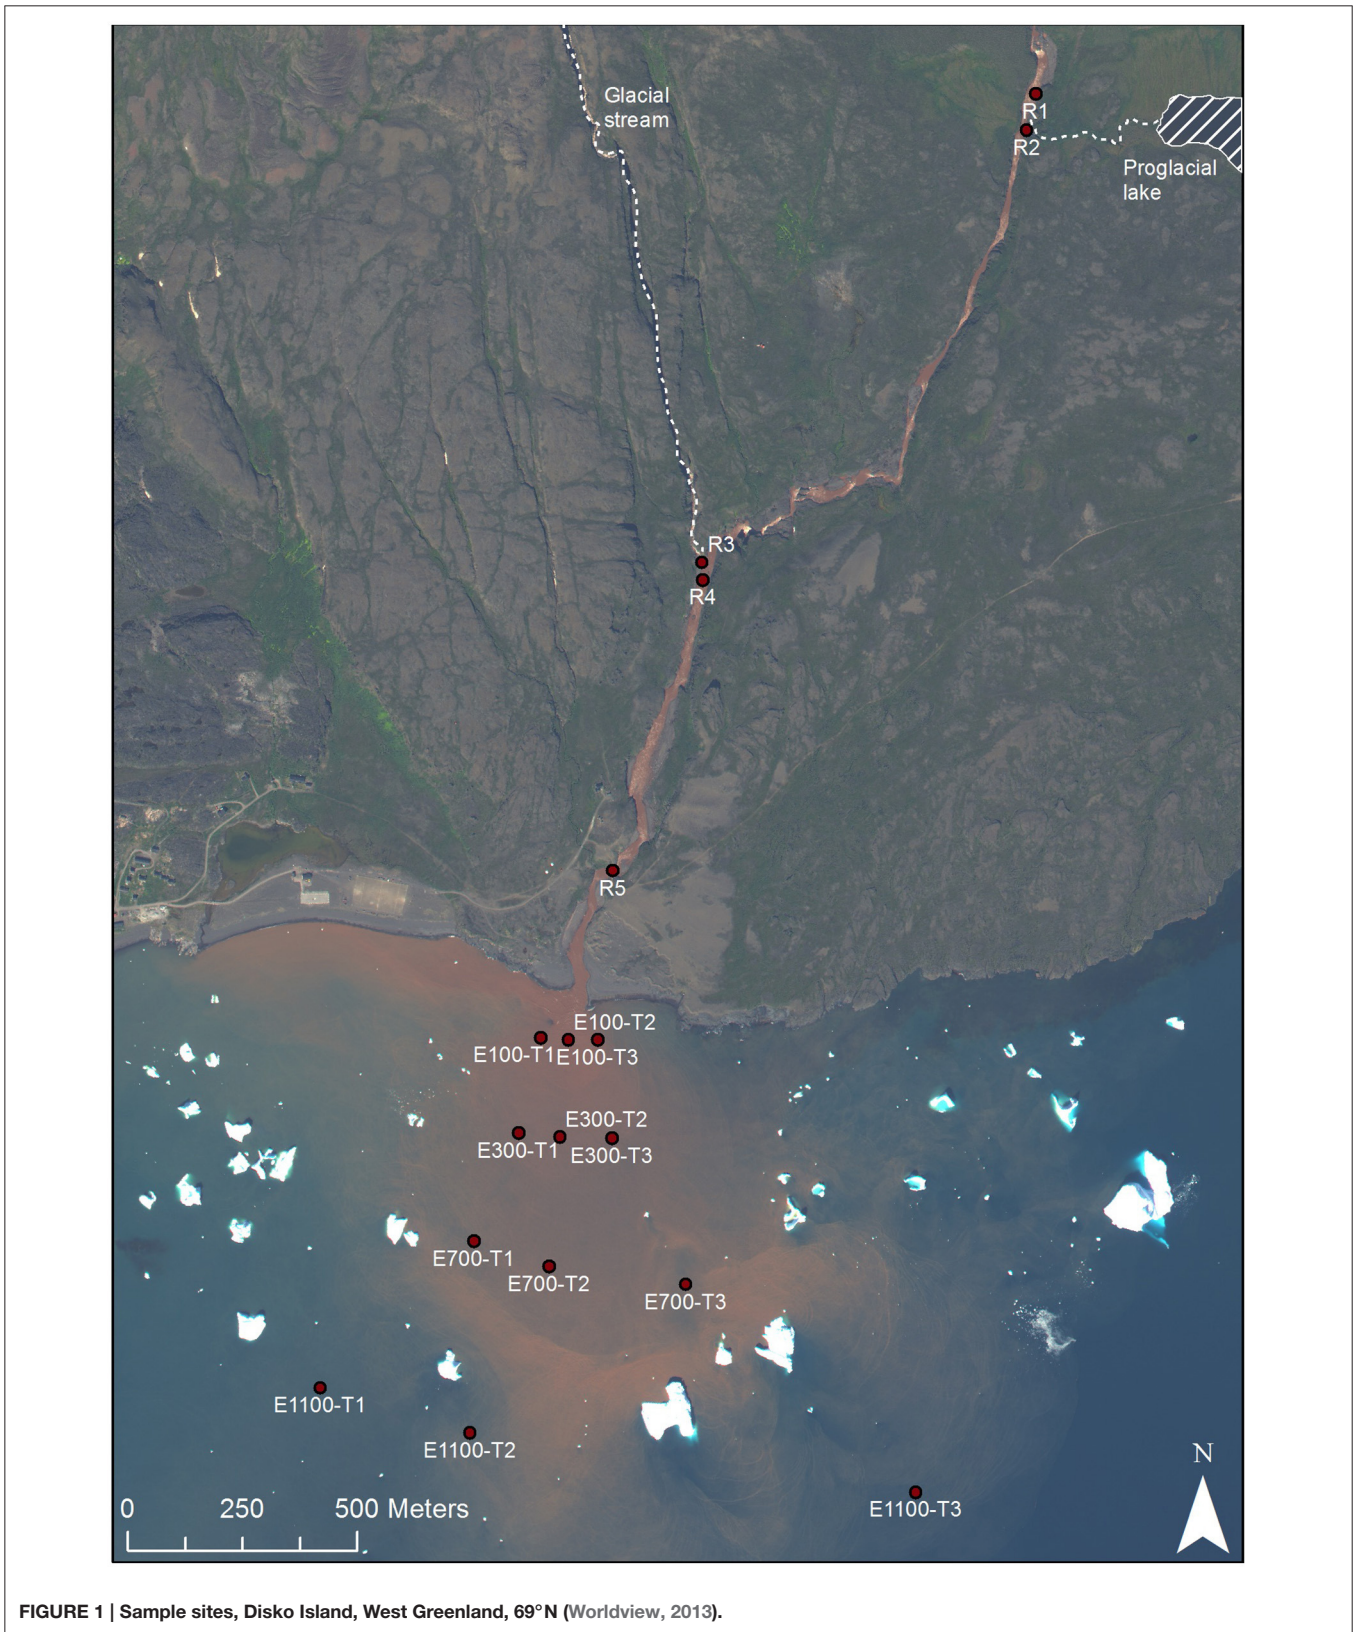 Glacial
stream
R1
R2
Proglacial
lake
R3
R4
R5
E100-T2
E100-T1
E100-T3
E300-T2
E300-T1
E300-T3
E700-T1
E700-T2
E700-T3
E1100-T1
E1100-T2
E1100-T3
N
0 250 500 Meters
FIGURE 1 | Sample sites, Disko Island, West Greenland, 69°N (Worldview, 2013).